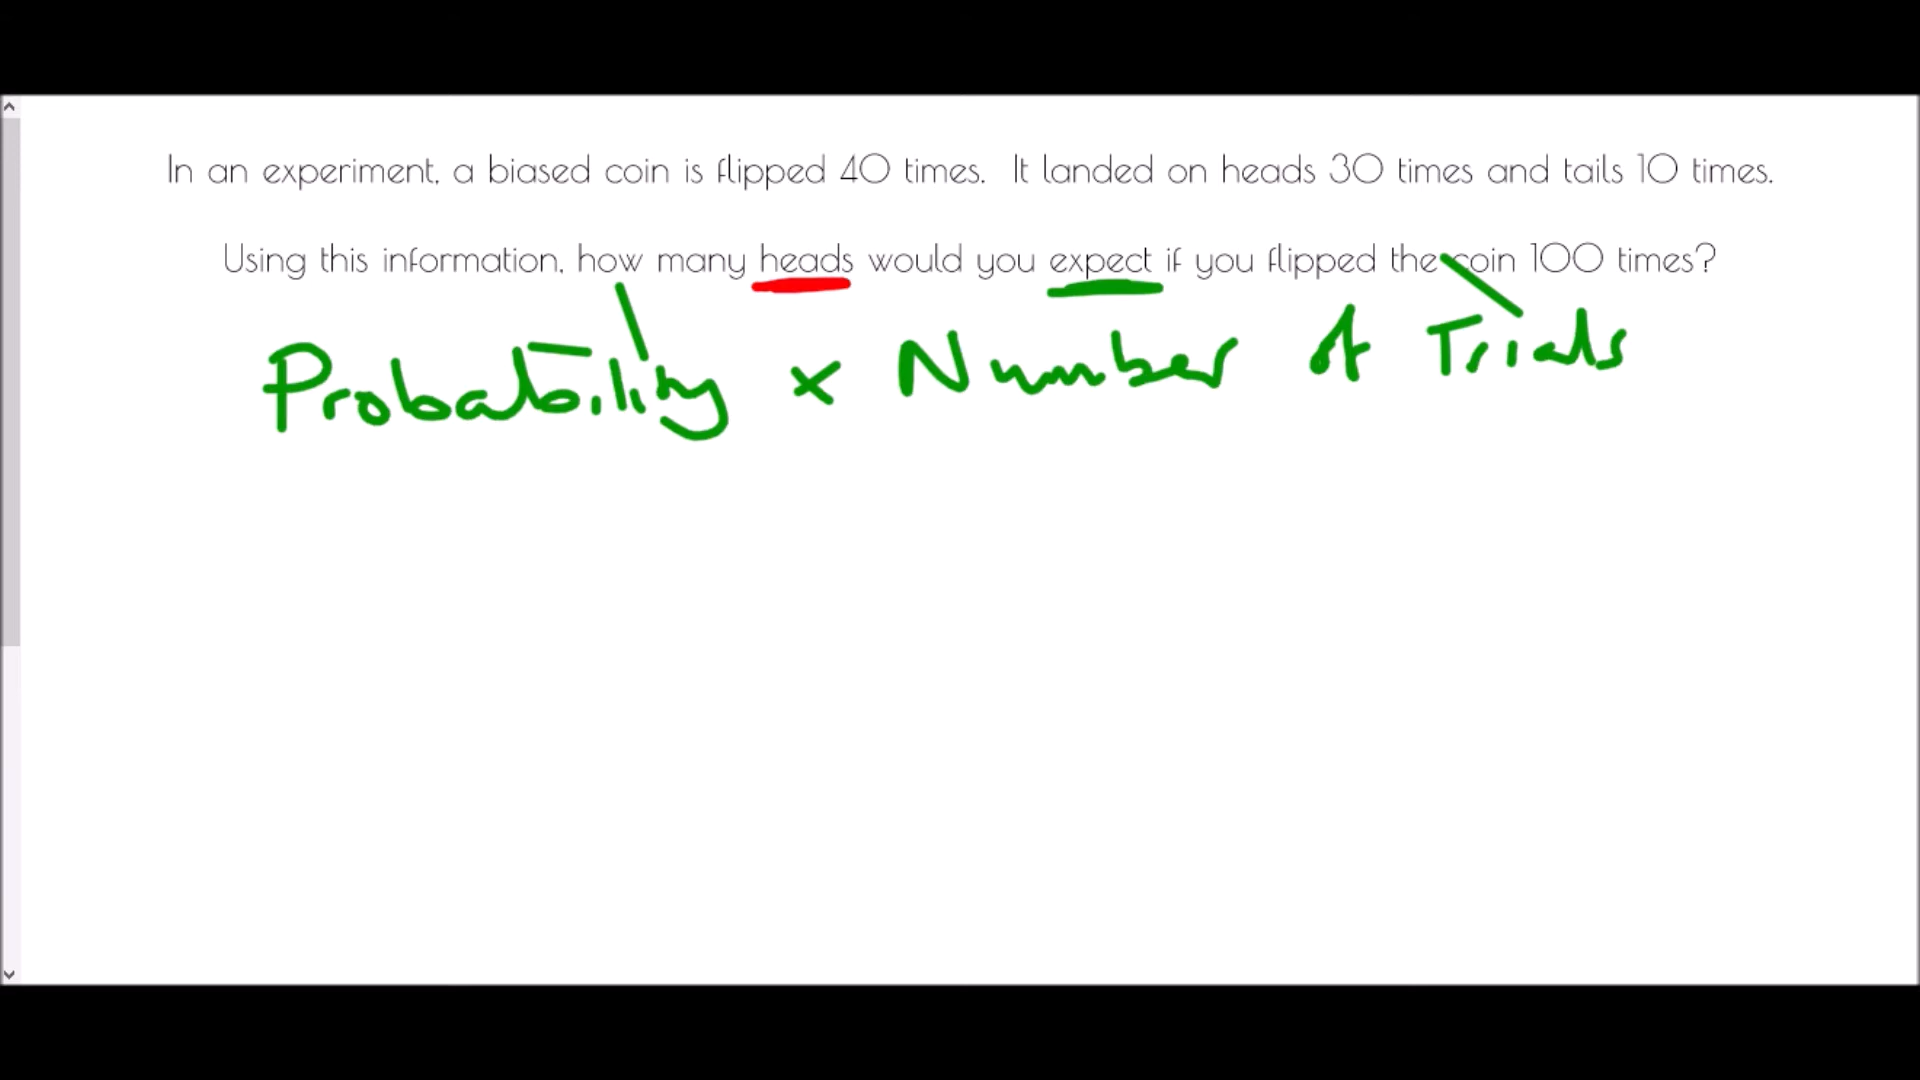 In an experiment, a biased coin is flipped 40 times. It landed on heads 30 times and tails 10 times.
Using this information, how many heads would you expect if you flipped the coin 100 times?
Probability x Number of Trials